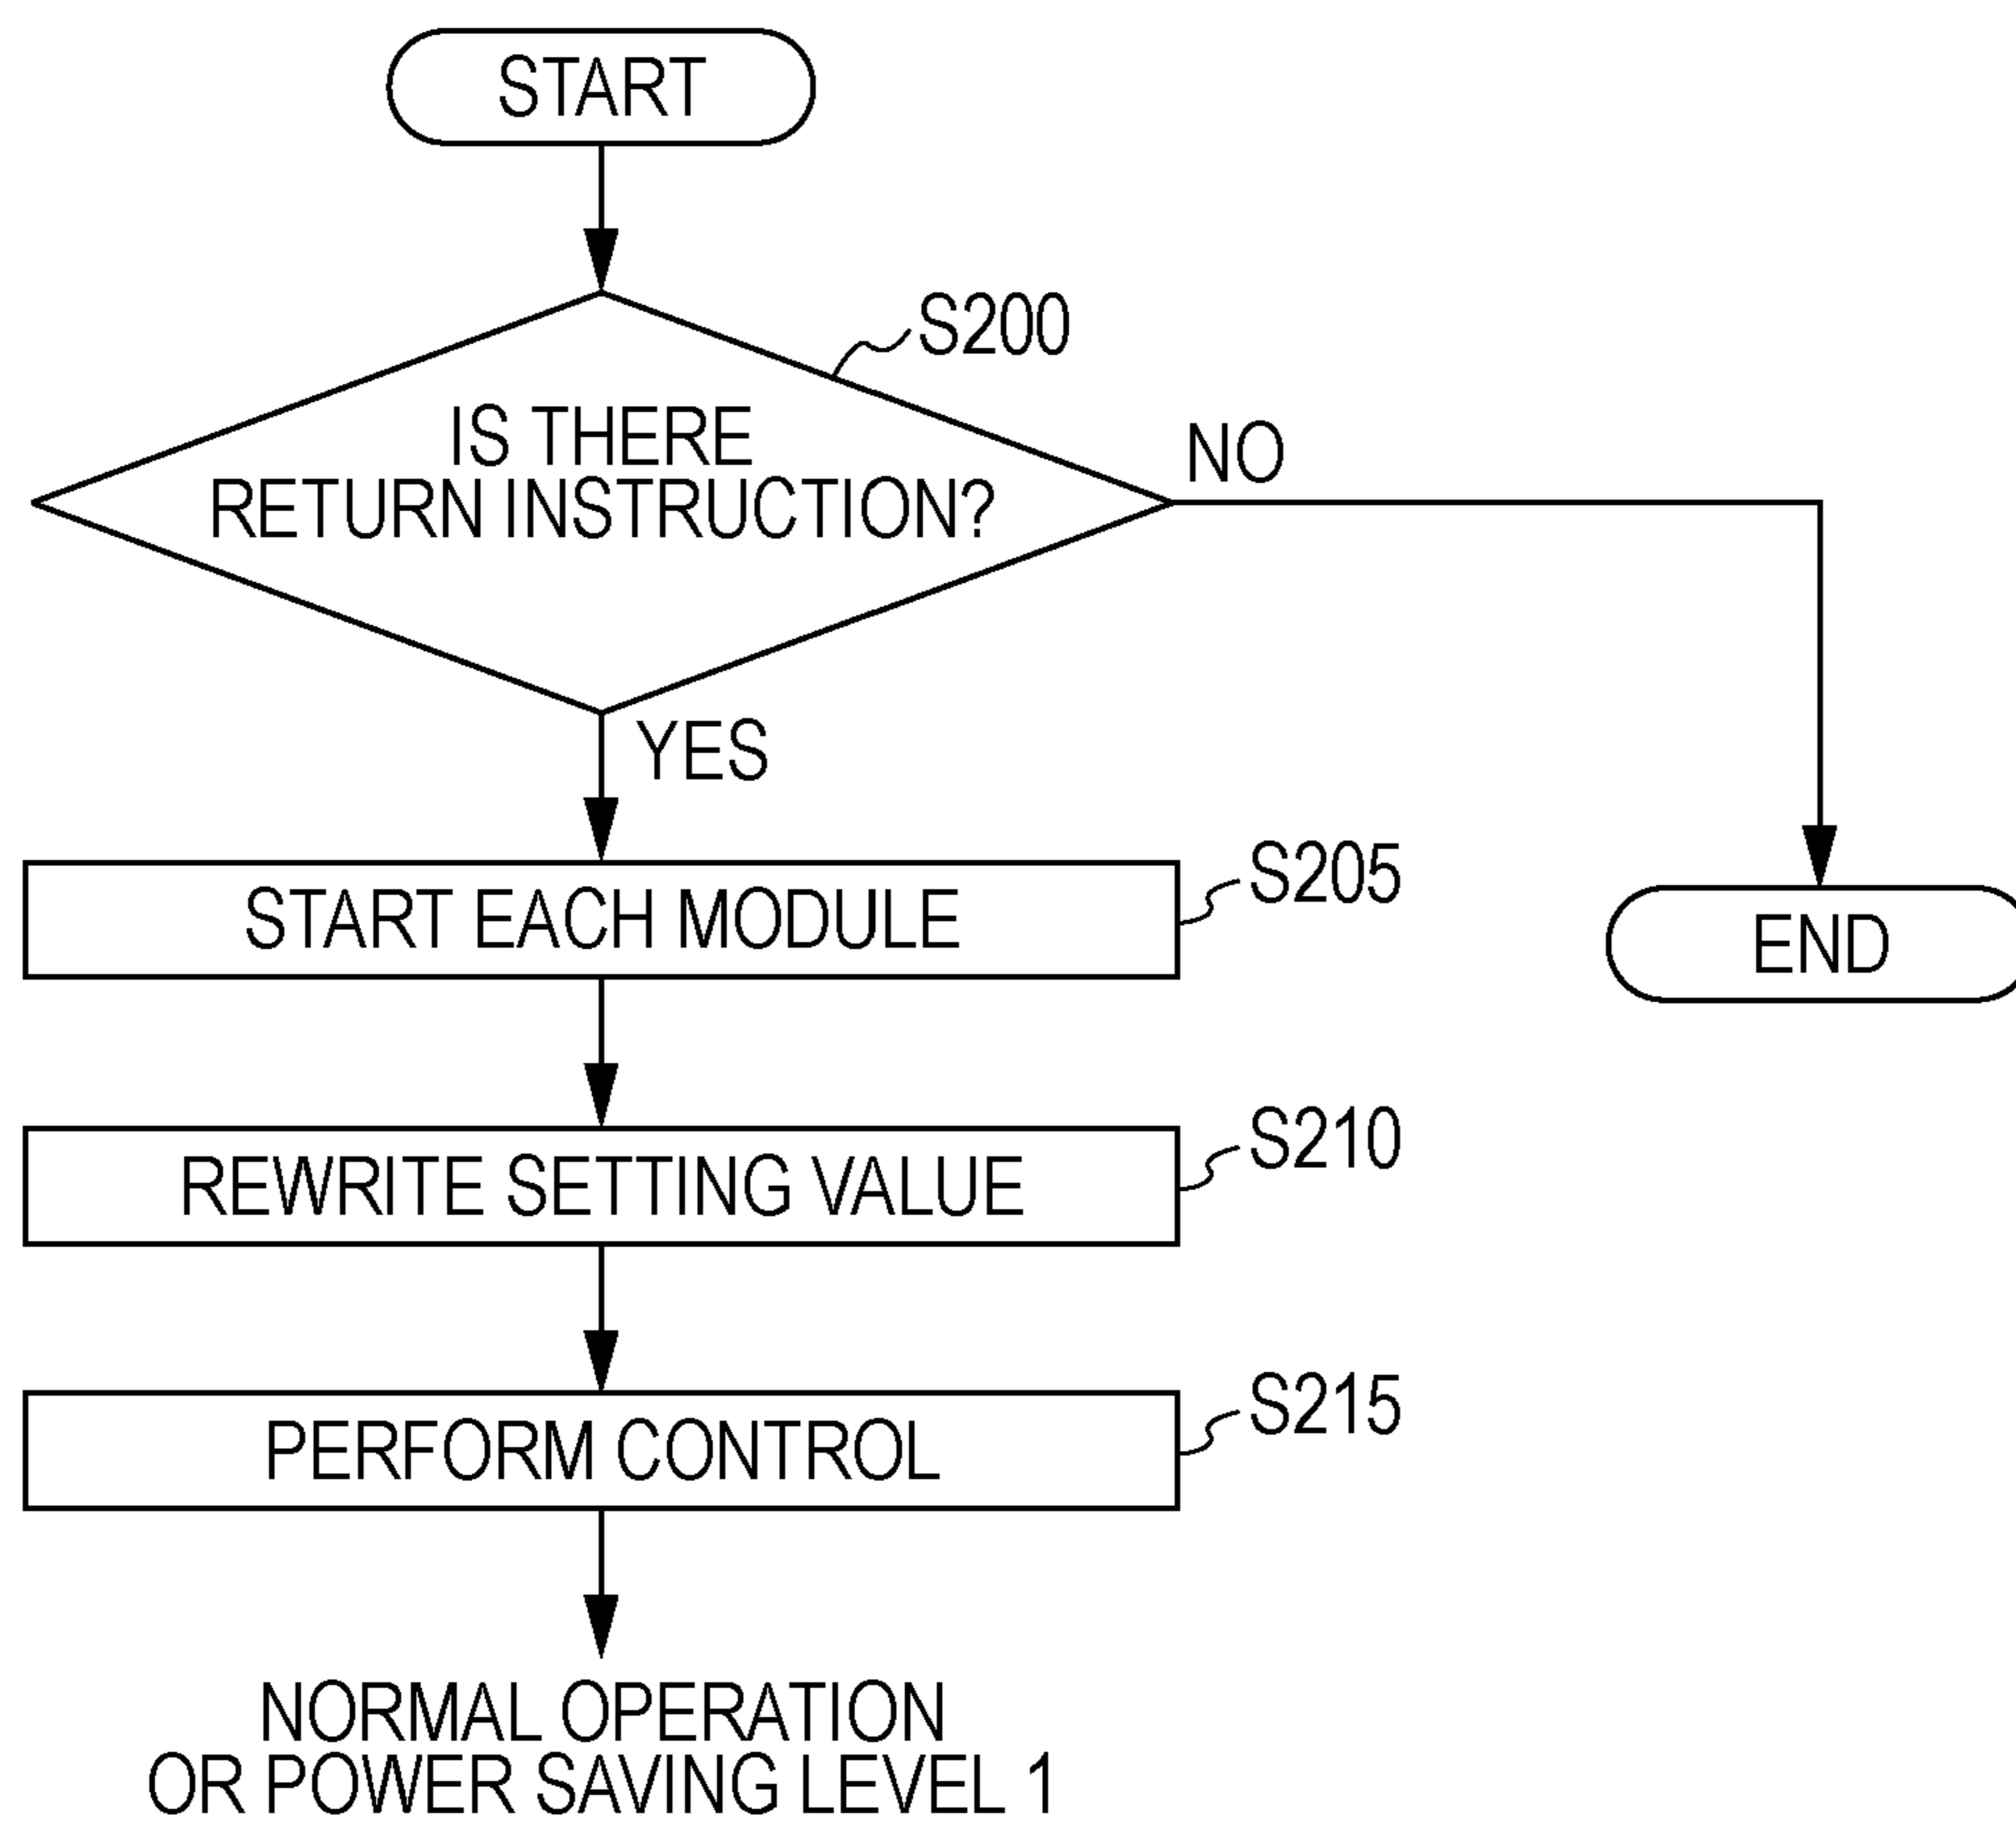 START
S200
IS THERE
RETURN INSTRUCTION?
NO
YES
START EACH MODULE
S205
END
REWRITE SETTING VALUE
S210
PERFORM CONTROL
S215
NORMAL OPERATION
OR POWER SAVING LEVEL 1